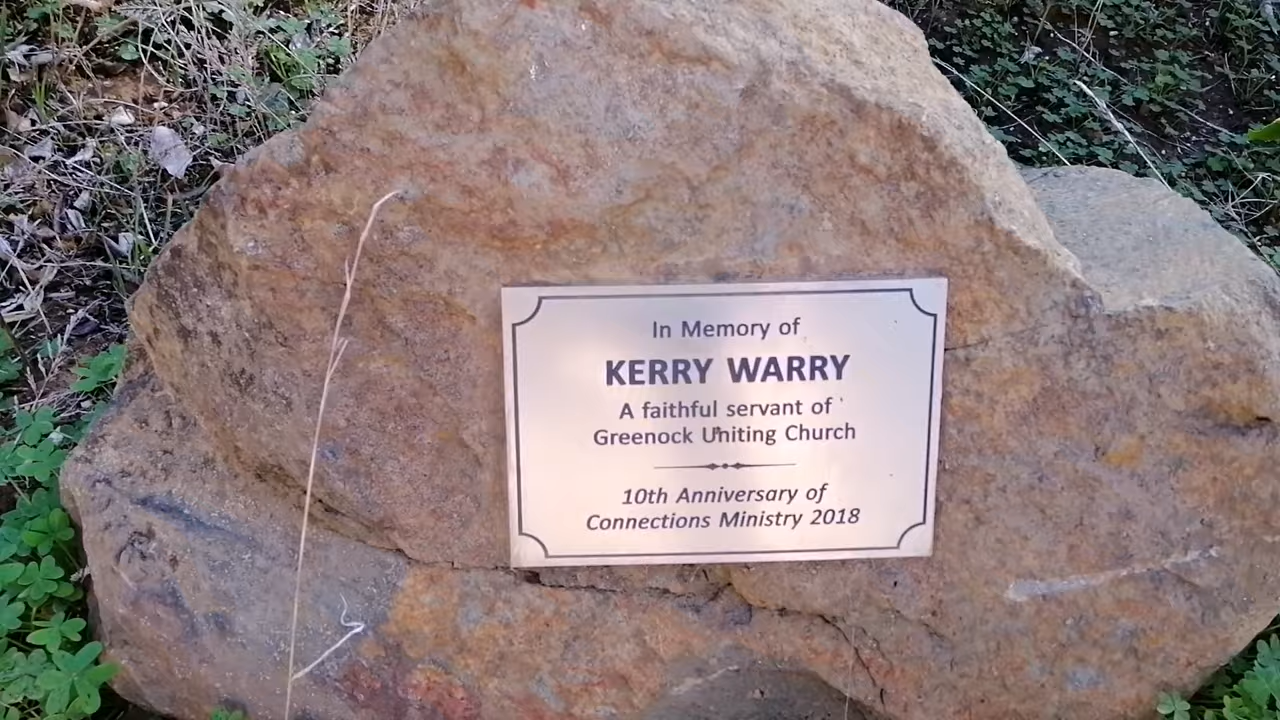 In Memory of
KERRY WARRY
A faithful servant of
Greenock Uniting Church
10th Anniversary of
Connections Ministry 2018